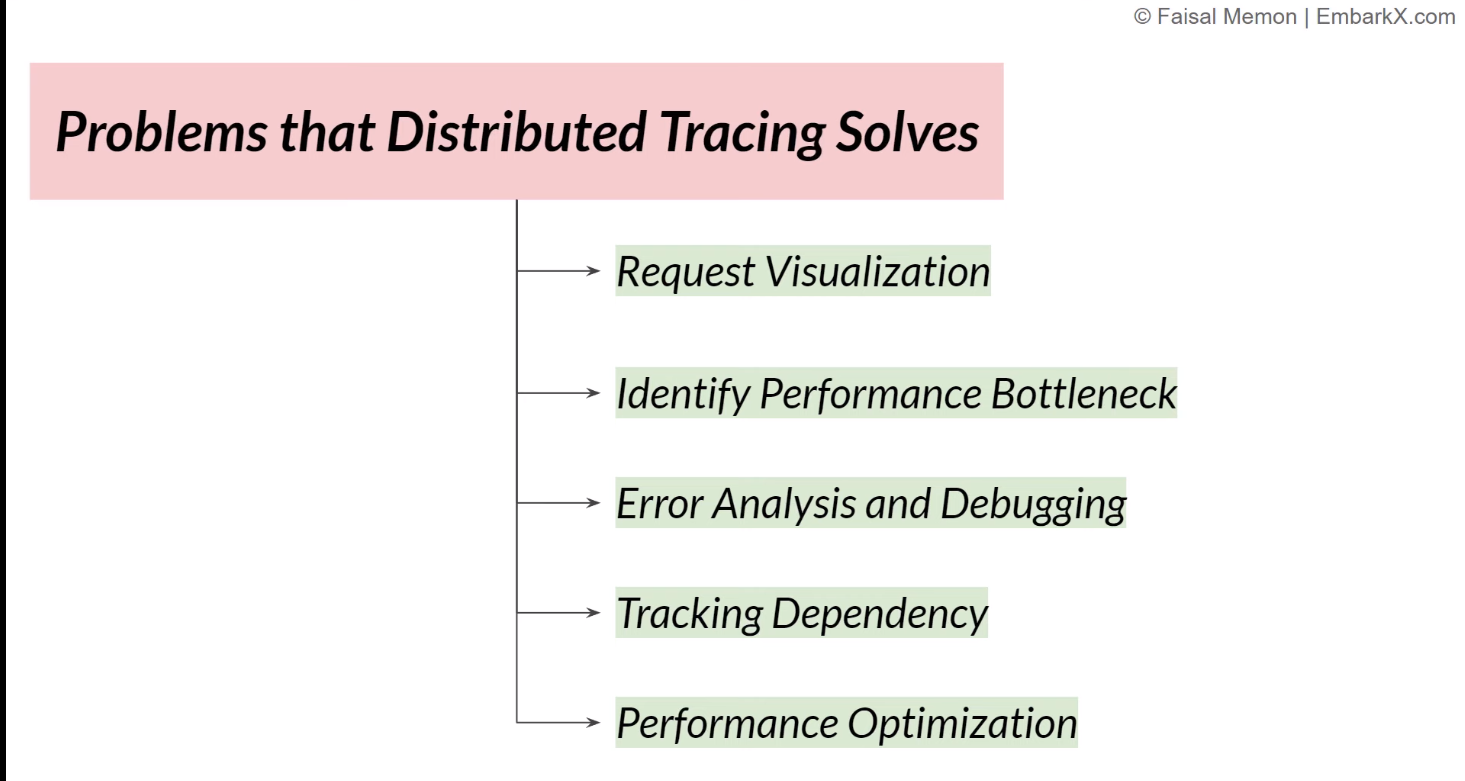 © Faisal Memon | EmbarkX.com
Problems that Distributed Tracing Solves
Request Visualization
Identify Performance Bottleneck
Error Analysis and Debugging
Tracking Dependency
Performance Optimization